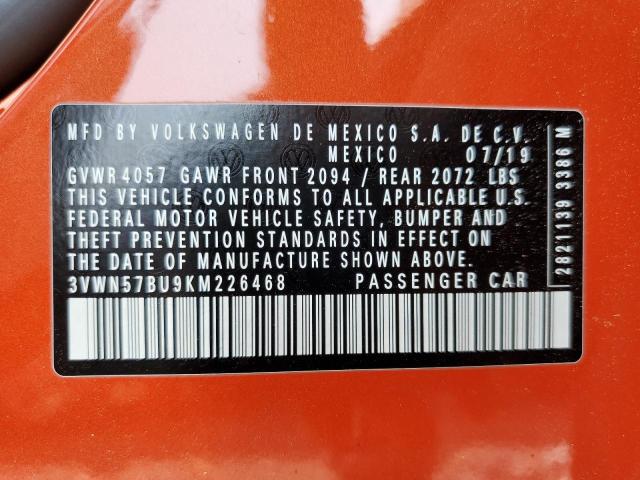 MFD BY VOLKSWAGEN DE MEXICO S.A. DE C.V.
MEXICO 07/19
GVWR 4057 GAWR FRONT 2094 / REAR 2072 LBS
THIS VEHICLE CONFORMS TO ALL APPLICABLE U.S.
FEDERAL MOTOR VEHICLE SAFETY, BUMPER AND
THEFT PREVENTION STANDARDS IN EFFECT ON
THE DATE OF MANUFACTURE SHOWN ABOVE.
3VWN57BU9KM226468 PASSENGER CAR
2821139 3386 M